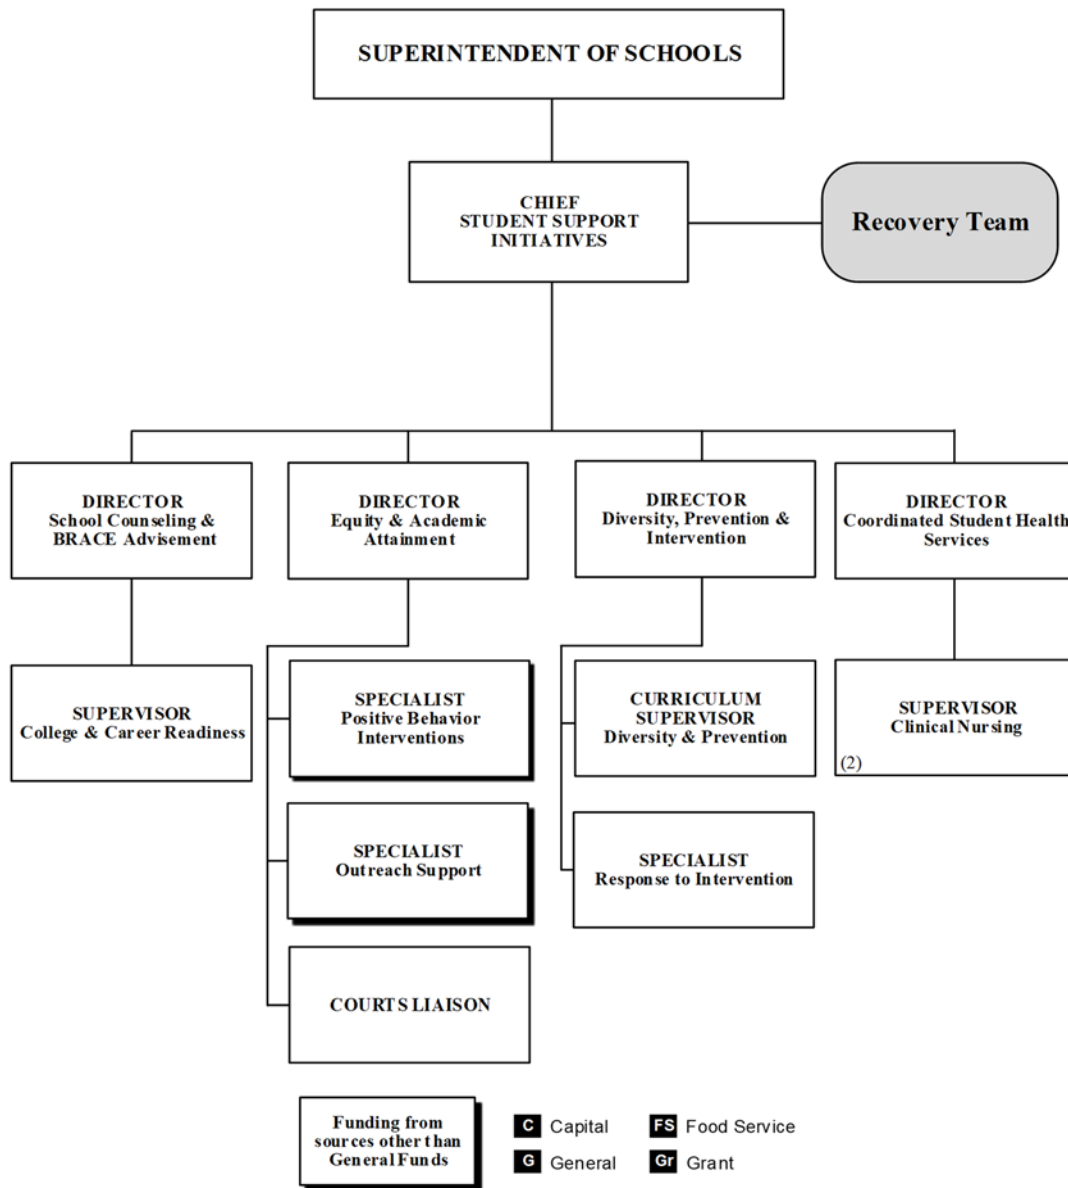 SUPERINTENDENT OF SCHOOLS
CHIEF
STUDENT SUPPORT
INITIATIVES
Recovery Team
DIRECTOR
School Counseling &
BRACE Advisement
DIRECTOR
Equity & Academic
Attainment
DIRECTOR
Diversity, Prevention &
Intervention
DIRECTOR
Coordinated Student Health
Services
SUPERVISOR
College & Career Readiness
SPECIALIST
Positive Behavior
Interventions
CURRICULUM
SUPERVISOR
Diversity & Prevention
SUPERVISOR
Clinical Nursing
(2)
SPECIALIST
Outreach Support
SPECIALIST
Response to Intervention
COURTS LIAISON
Funding from
sources other than
General Funds
C Capital
FS Food Service
G General
Gr Grant